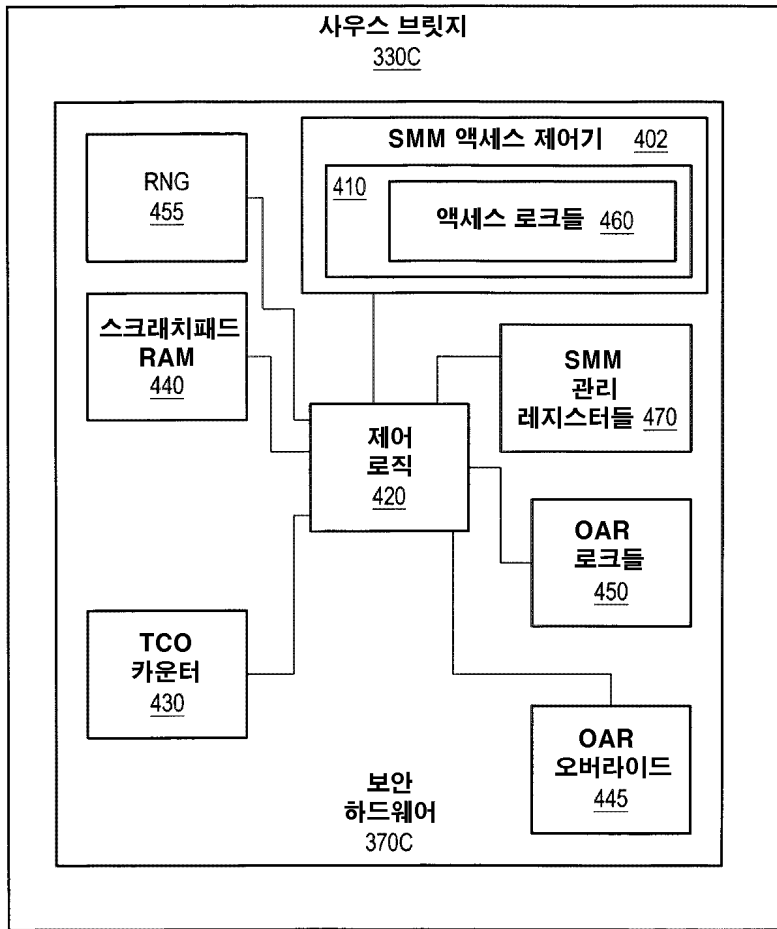 사우스 브릿지
330C
RNG
455
SMM 액세스 제어기 402
410
액세스 로크들 460
스크래치패드
RAM
440
SMM
관리
레지스터들 470
제어
로직
420
OAR
로크들
450
TCO
카운터
430
OAR
오버라이드
445
보안
하드웨어
370C